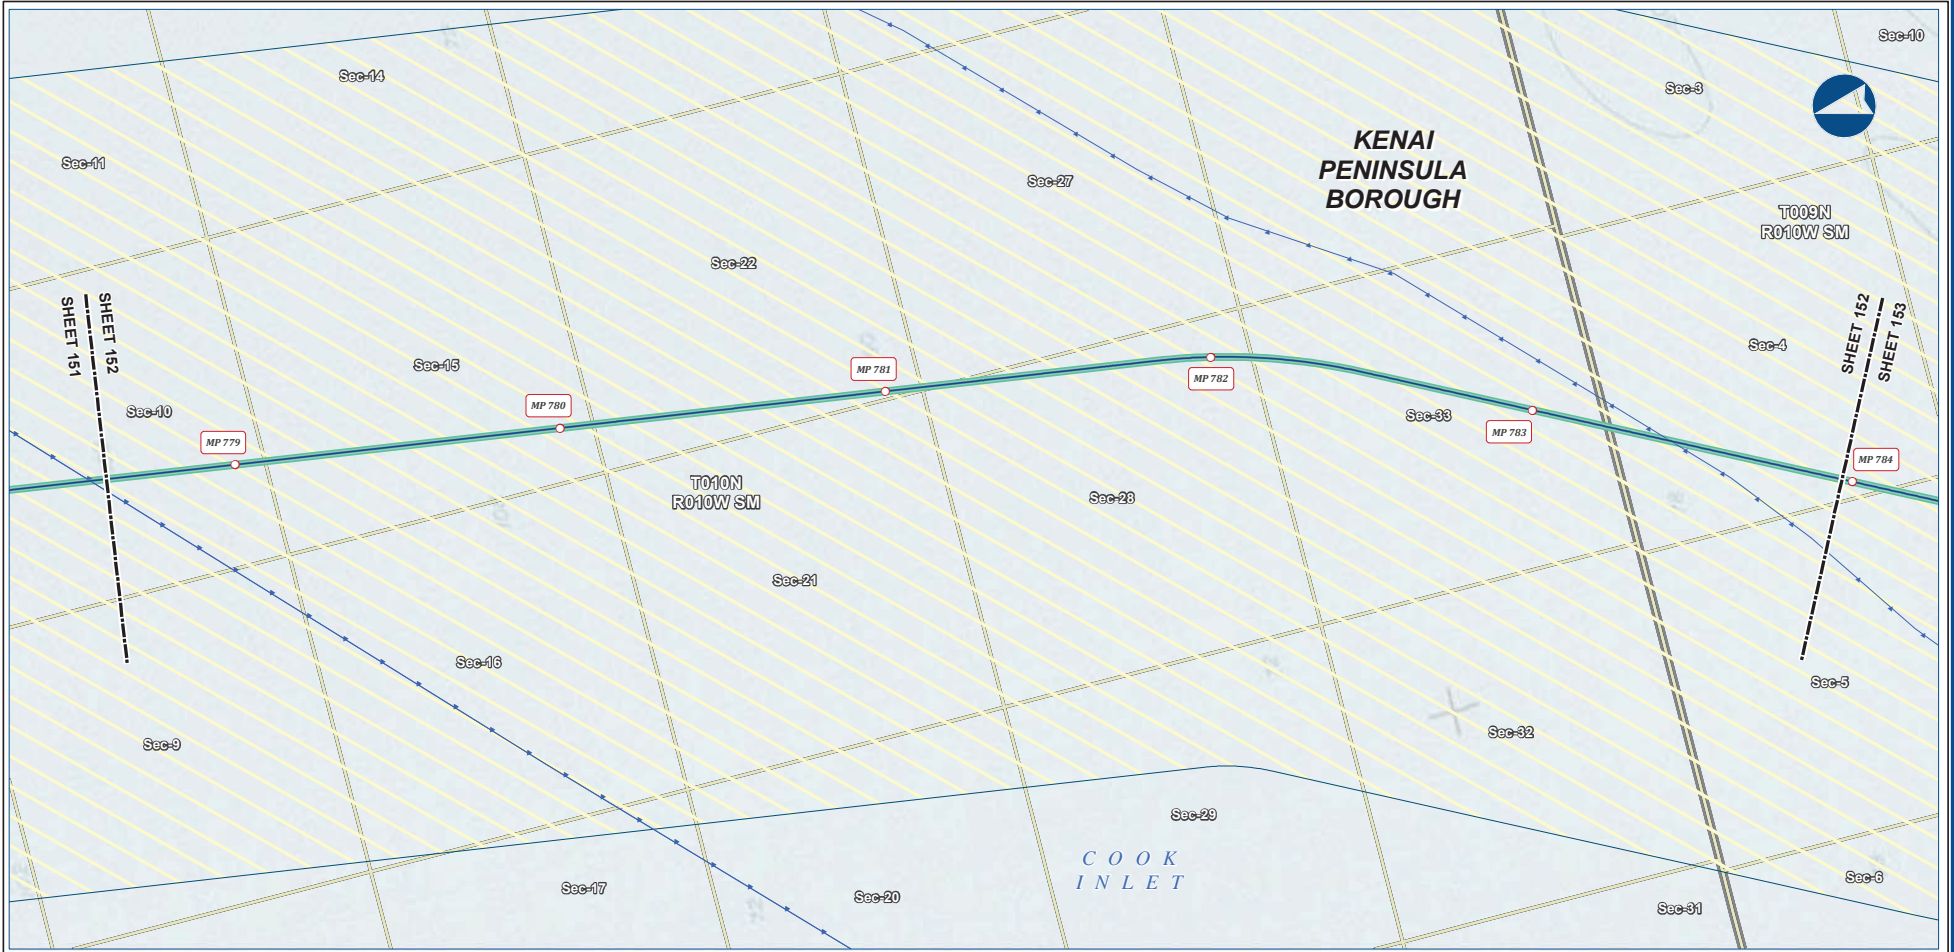 Sec-10
Sec-14
Sec-3
KENAI
PENINSULA
BOROUGH
Sec-11
Sec-27
T009N
R010W SM
Sec-22
SHEET 151
SHEET 152
SHEET 152
SHEET 153
Sec-15
MP 781
MP 782
Sec-4
Sec-10
MP 780
Sec-33
MP 779
MP 783
MP 784
T010N
R010W SM
Sec-28
Sec-21
Sec-16
Sec-5
Sec-9
Sec-32
Sec-29
COOK
INLET
Sec-17
Sec-20
Sec-6
Sec-31